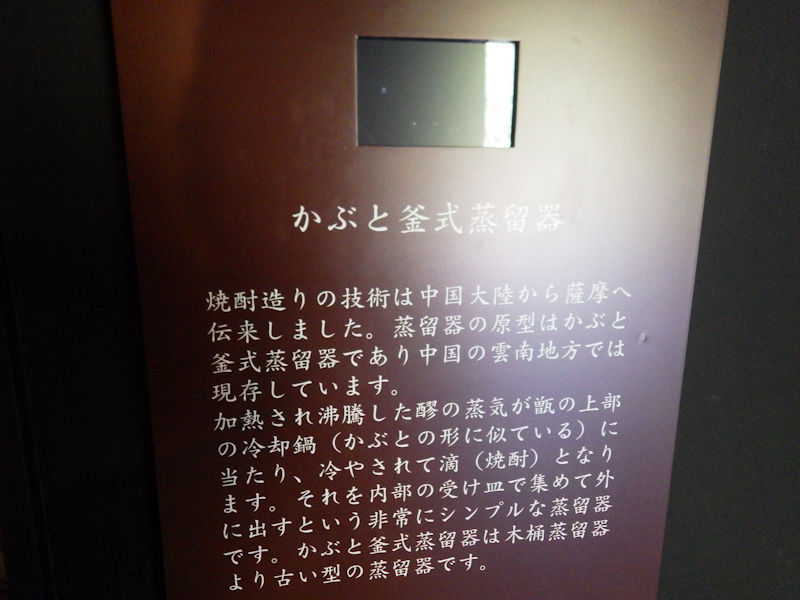 かぶと釜式蒸留器
焼酎造りの技術は中国大陸から薩摩へ
伝来しました。蒸留器の原型はかぶと
釜式蒸留器であり中国の雲南地方では
現存しています。
加熱され沸騰した醪の蒸気が甑の上部
の冷却鍋（かぶとの形に似ている）に
当たり、冷やされて滴（焼酎）となり
ます。それを内部の受け皿で集めて外
に出すという非常にシンプルな蒸留器
です。かぶと釜式蒸留器は木桶蒸留器
より古い型の蒸留器です。